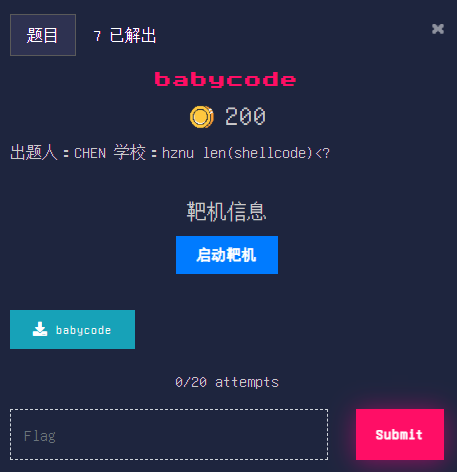 题目 7 已解出
babycode
200
出题人：CHEN 学校：hznu len(shellcode)<?
靶机信息
启动靶机
babycode
0/20 attempts
Flag
Submit